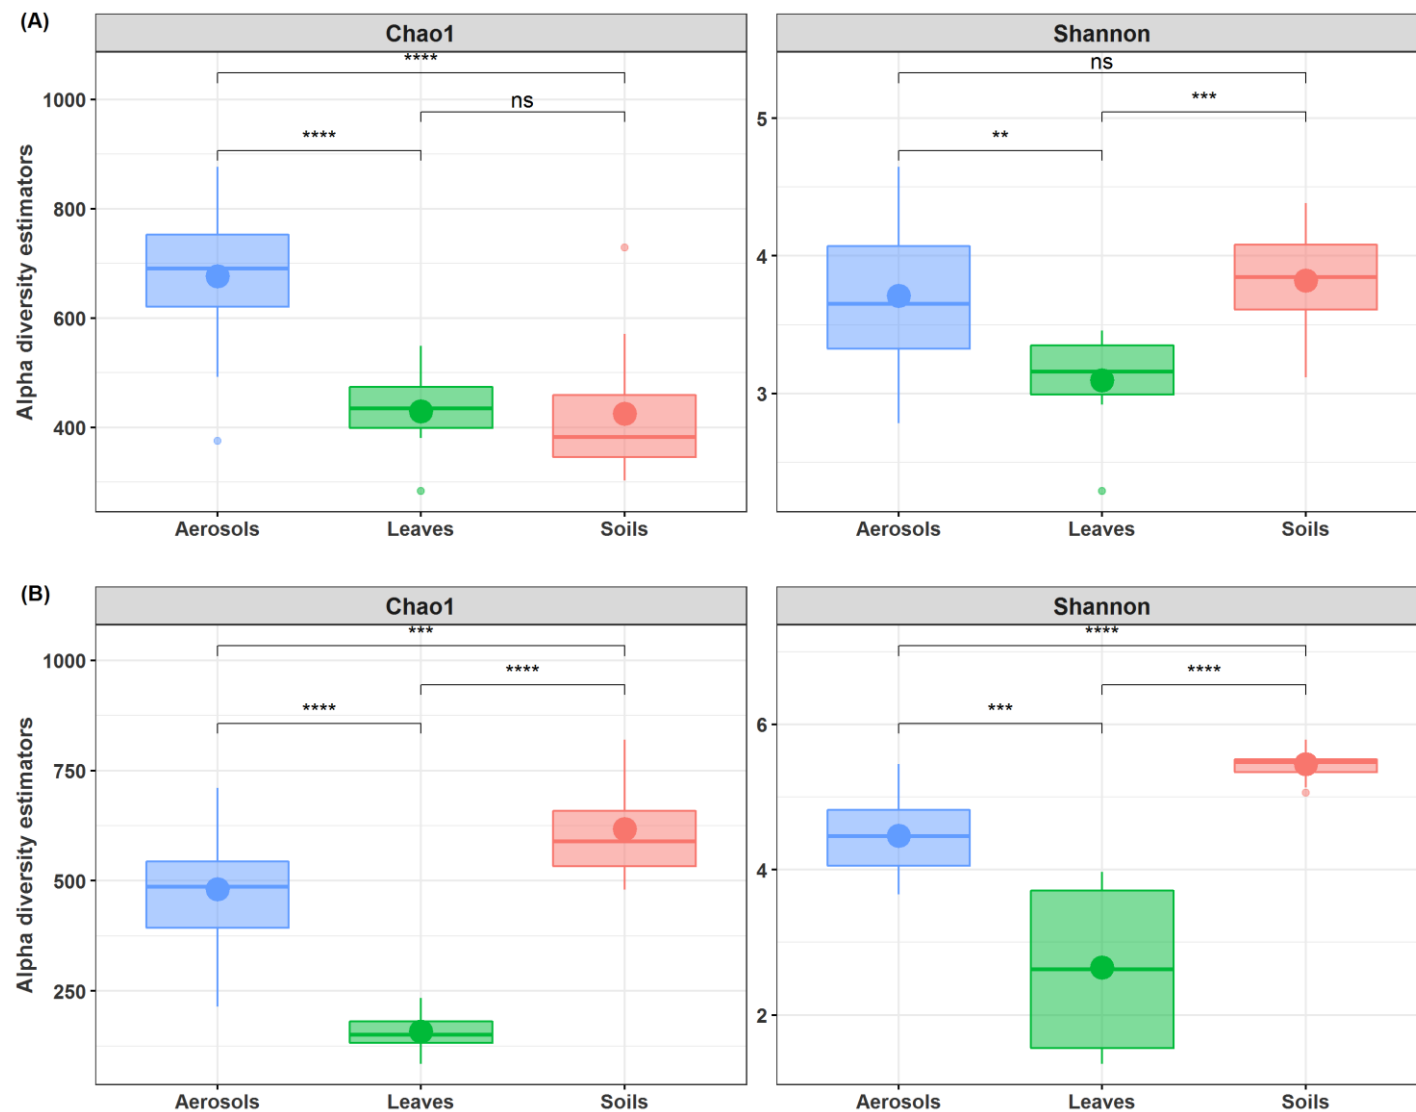 (A)
Chao1
Shannon
Alpha diversity estimators
1000
800
600
400
****
ns
****
5
4
3
ns
***
**
Aerosols Leaves Soils
Aerosols Leaves Soils
(B)
Chao1
Shannon
Alpha diversity estimators
1000
750
500
250
***
****
****
6
4
2
****
****
***
Aerosols Leaves Soils
Aerosols Leaves Soils